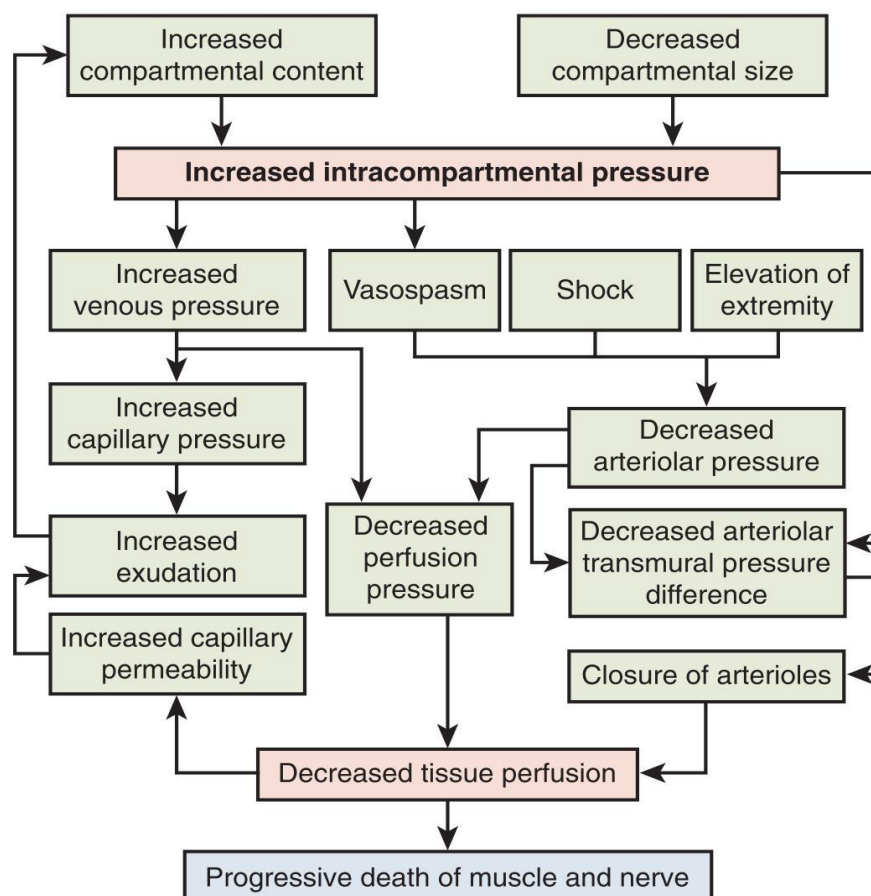 Increased
compartmental content
Decreased
compartmental size
Increased intracompartmental pressure
Increased
venous pressure
Vasospasm
Shock
Elevation of
extremity
Increased
capillary pressure
Decreased
arteriolar pressure
Increased
exudation
Decreased
perfusion
pressure
Decreased arteriolar
transmural pressure
difference
Increased capillary
permeability
Closure of arterioles
Decreased tissue perfusion
Progressive death of muscle and nerve